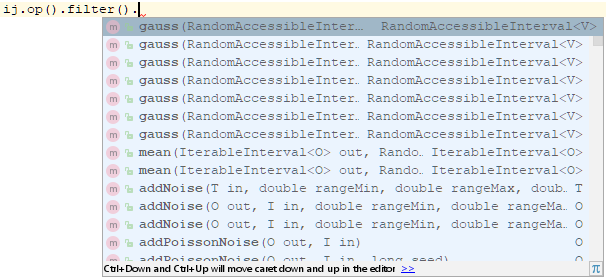 ij.op().filter().
m gauss(RandomAccessibleInter… RandomAccessibleInterval<V>
m gauss(RandomAccessibleInter… RandomAccessibleInterval<V>
m gauss(RandomAccessibleInter… RandomAccessibleInterval<V>
m gauss(RandomAccessibleInter… RandomAccessibleInterval<V>
m gauss(RandomAccessibleInter… RandomAccessibleInterval<V>
m gauss(RandomAccessibleInter… RandomAccessibleInterval<V>
m gauss(RandomAccessibleInter… RandomAccessibleInterval<V>
m mean(IterableInterval<O> out, Rando… IterableInterval<O>
m mean(IterableInterval<O> out, Rando… IterableInterval<O>
m addNoise(T in, double rangeMin, double rangeMax, doub… T
m addNoise(O out, I in, double rangeMin, double rangeMa… O
m addNoise(O out, I in, double rangeMin, double rangeMa… O
m addPoissonNoise(O out, I in) O
m addPoissonNoise(O out, I in, long seed) O
Ctrl+Down and Ctrl+Up will move caret down and up in the editor >> π